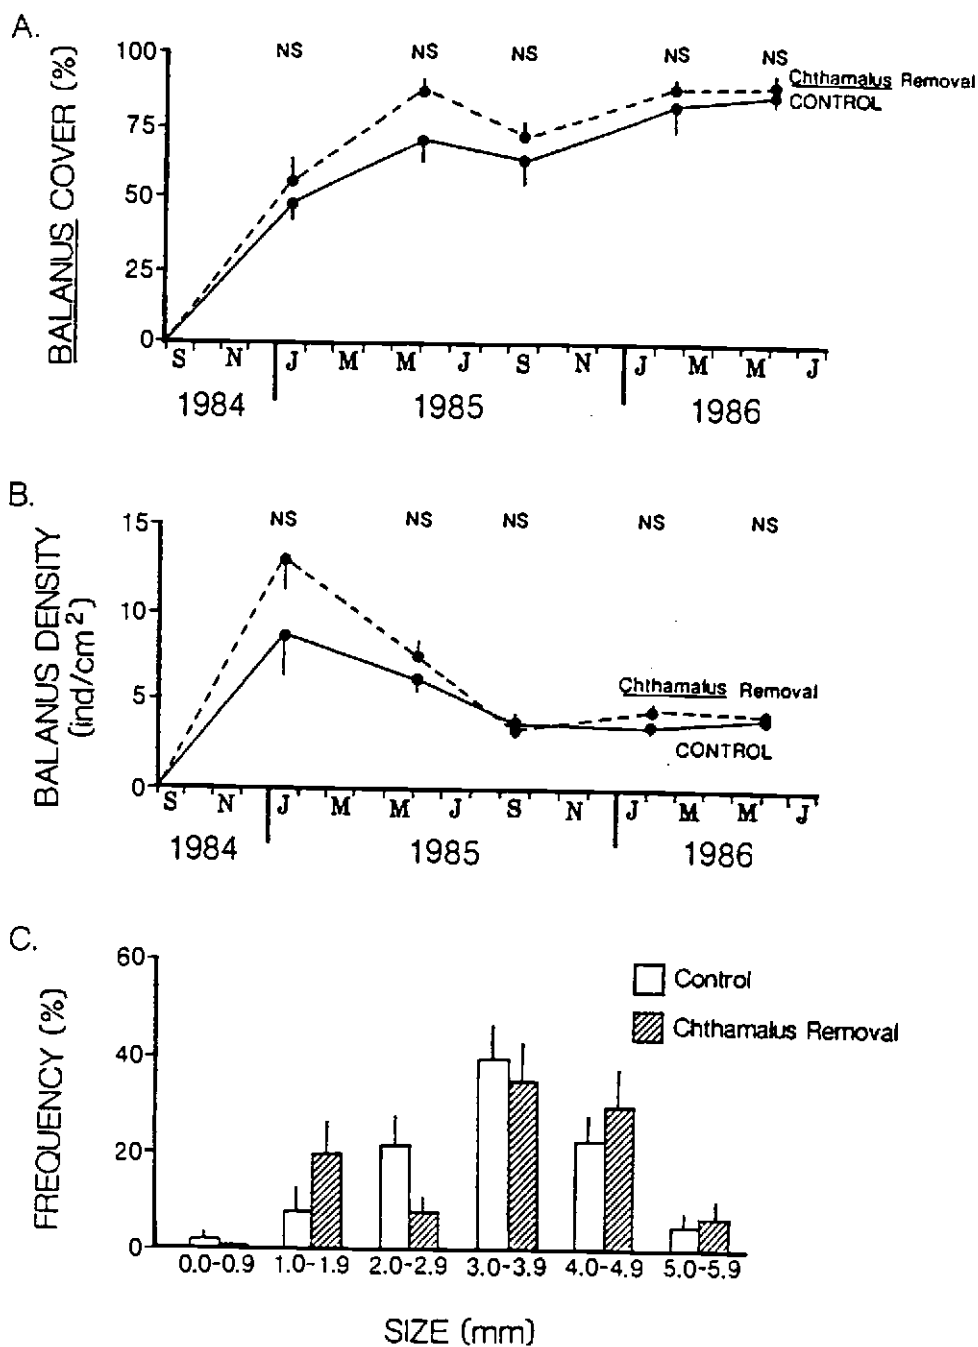 A.
BALANUS COVER (%)
100
75
50
25
0
NS NS NS NS NS
Chthamalus Removal
CONTROL
S N J M M J S N J M M J
1984 1985 1986
B.
BALANUS DENSITY
(ind/cm²)
15
10
5
0
NS NS NS NS NS
Chthamalus Removal
CONTROL
S N J M M J S N J M M J
1984 1985 1986
C.
FREQUENCY (%)
60
40
20
0
Control
Chthamalus Removal
0.0-0.9 1.0-1.9 2.0-2.9 3.0-3.9 4.0-4.9 5.0-5.9
SIZE (mm)